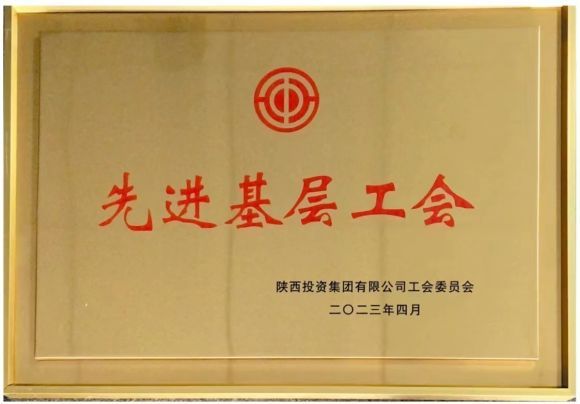 先进基层工会
陕西投资集团有限公司工会委员会
二〇二三年四月